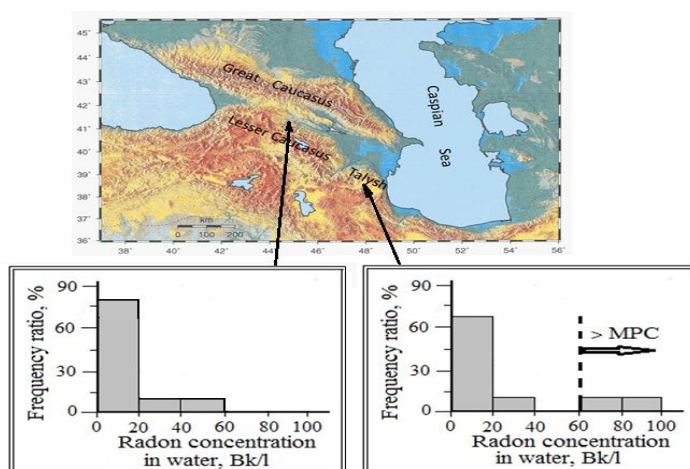 45
44
43
42
41
40
39
38
37
36
Great Caucasus
Lesser Caucasus
Talysh
Caspian
Sea
km
0 100 200
40 42 44 46 48 50 52 54 56
Frequency ratio, %
90
60
30
0
0 20 40 60 80 100
Radon concentration
in water, Bk/l
Frequency ratio, %
90
60
30
0
> MPC
0 20 40 60 80 100
Radon concentration
in water, Bk/l